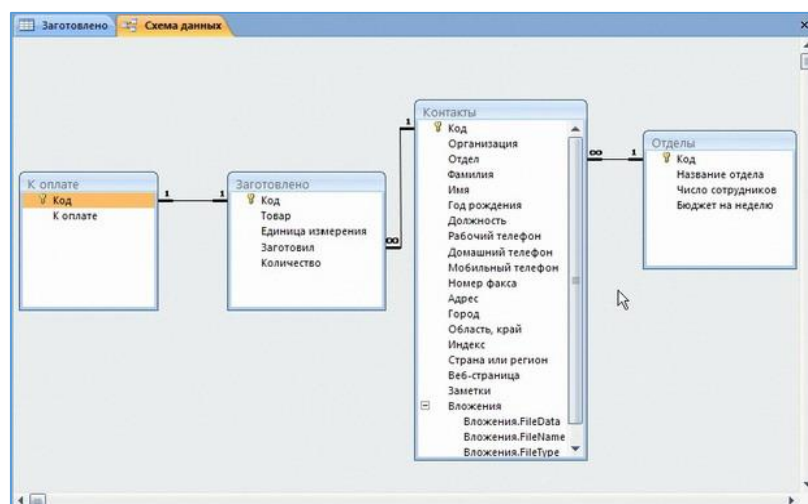 Заготовлено
Схема данных
К оплате
Код
К оплате
1
1
Заготовлено
Код
Товар
Единица измерения
Заготовил
Количество
∞
1
Контакты
Код
Организация
Отдел
Фамилия
Имя
Год рождения
Должность
Рабочий телефон
Домашний телефон
Мобильный телефон
Номер факса
Адрес
Город
Область, край
Индекс
Страна или регион
Веб-страница
Заметки
Вложения
Вложения.FileData
Вложения.FileName
Вложения.FileType
∞
1
Отделы
Код
Название отдела
Число сотрудников
Бюджет на неделю